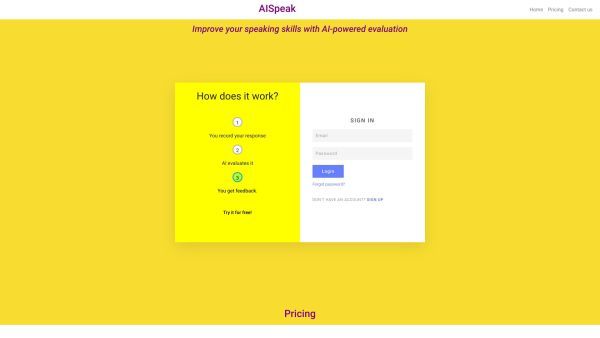 AISpeak
Home Pricing Contact us
Improve your speaking skills with AI-powered evaluation
How does it work?
1
You record your response
2
AI evaluates it
3
You get feedback.
Try it for free!
SIGN IN
Email
Password
Login
Forgot password?
DON'T HAVE AN ACCOUNT? SIGN UP
Pricing